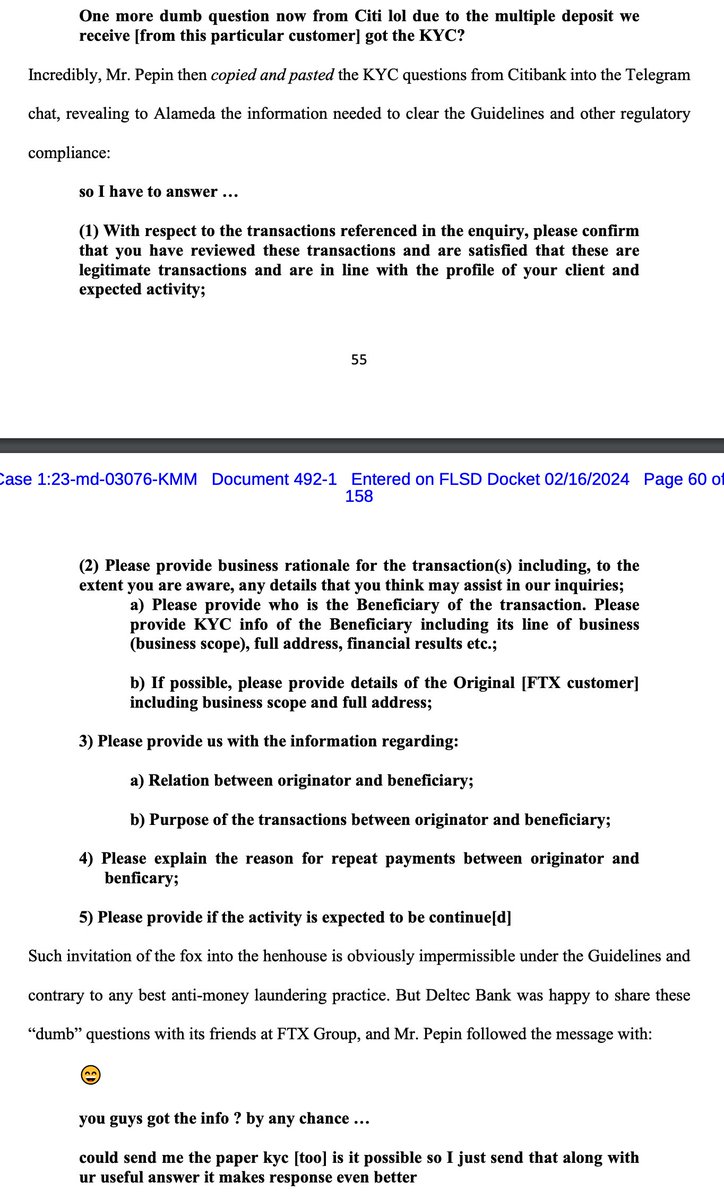 One more dumb question now from Citi lol due to the multiple deposit we
receive [from this particular customer] got the KYC?
Incredibly, Mr. Pepin then copied and pasted the KYC questions from Citibank into the Telegram
chat, revealing to Alameda the information needed to clear the Guidelines and other regulatory
compliance:
so I have to answer …
(1) With respect to the transactions referenced in the enquiry, please confirm
that you have reviewed these transactions and are satisfied that these are
legitimate transactions and are in line with the profile of your client and
expected activity;
55
Case 1:23-md-03076-KMM Document 492-1 Entered on FLSD Docket 02/16/2024 Page 60 of
158
(2) Please provide business rationale for the transaction(s) including, to the
extent you are aware, any details that you think may assist in our inquiries;
a) Please provide who is the Beneficiary of the transaction. Please
provide KYC info of the Beneficiary including its line of business
(business scope), full address, financial results etc.;
b) If possible, please provide details of the Original [FTX customer]
including business scope and full address;
3) Please provide us with the information regarding:
a) Relation between originator and beneficiary;
b) Purpose of the transactions between originator and beneficiary;
4) Please explain the reason for repeat payments between originator and
benficary;
5) Please provide if the activity is expected to be continue[d]
Such invitation of the fox into the henhouse is obviously impermissible under the Guidelines and
contrary to any best anti-money laundering practice. But Deltec Bank was happy to share these
“dumb” questions with its friends at FTX Group, and Mr. Pepin followed the message with:
😄
you guys got the info ? by any chance …
could send me the paper kyc [too] is it possible so I just send that along with
ur useful answer it makes response even better